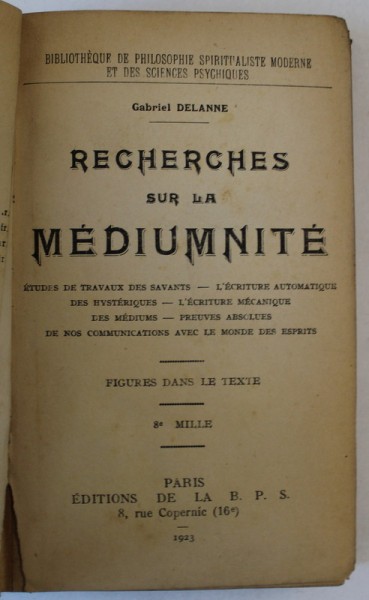 BIBLIOTHÈQUE DE PHILOSOPHIE SPIRITUALISTE MODERNE
ET DES SCIENCES PSYCHIQUES
Gabriel DELANNE
RECHERCHES
SUR LA
MÉDIUMNITÉ
ÉTUDES DE TRAVAUX DES SAVANTS — L'ÉCRITURE AUTOMATIQUE
DES HYSTÉRIQUES — L'ÉCRITURE MÉCANIQUE
DES MÉDIUMS — PREUVES ABSOLUES
DE NOS COMMUNICATIONS AVEC LE MONDE DES ESPRITS
FIGURES DANS LE TEXTE
8e MILLE
PARIS
ÉDITIONS DE LA B. P. S.
8, rue Copernic (16e)
1923